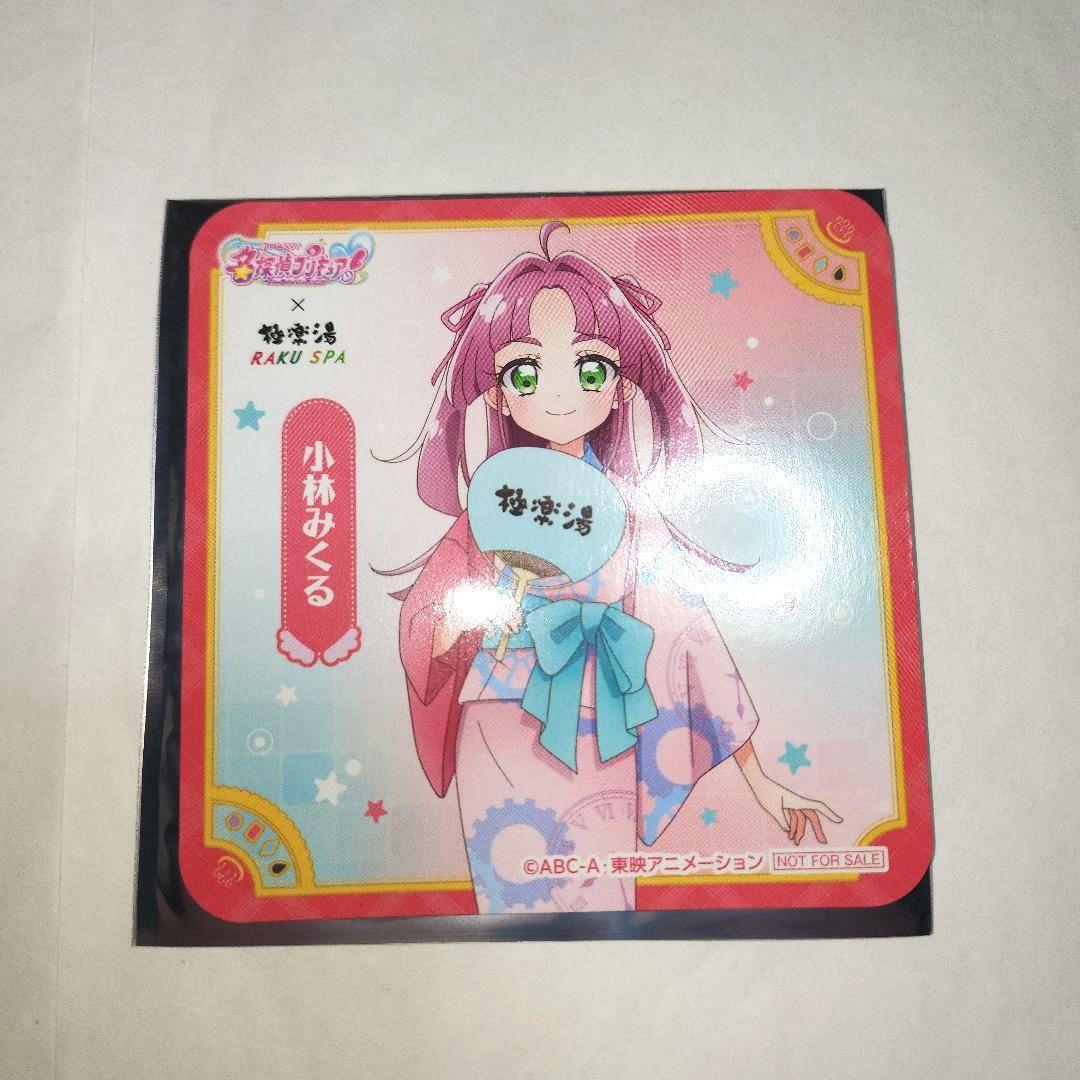 名探偵プリキュア！
×
極楽湯
RAKU SPA
小林みくる
極楽湯
©ABC-A・東映アニメーション
NOT FOR SALE